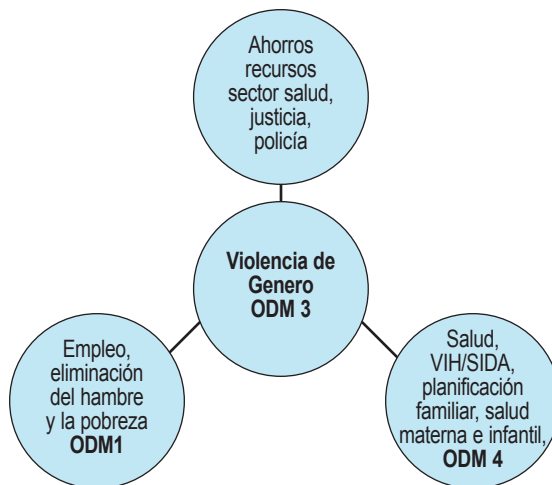 Ahorros
recursos
sector salud,
justicia,
policía
Violencia de
Genero
ODM 3
Empleo,
eliminación
del hambre
y la pobreza
ODM1
Salud,
VIH/SIDA,
planificación
familiar, salud
materna e infantil,
ODM 4